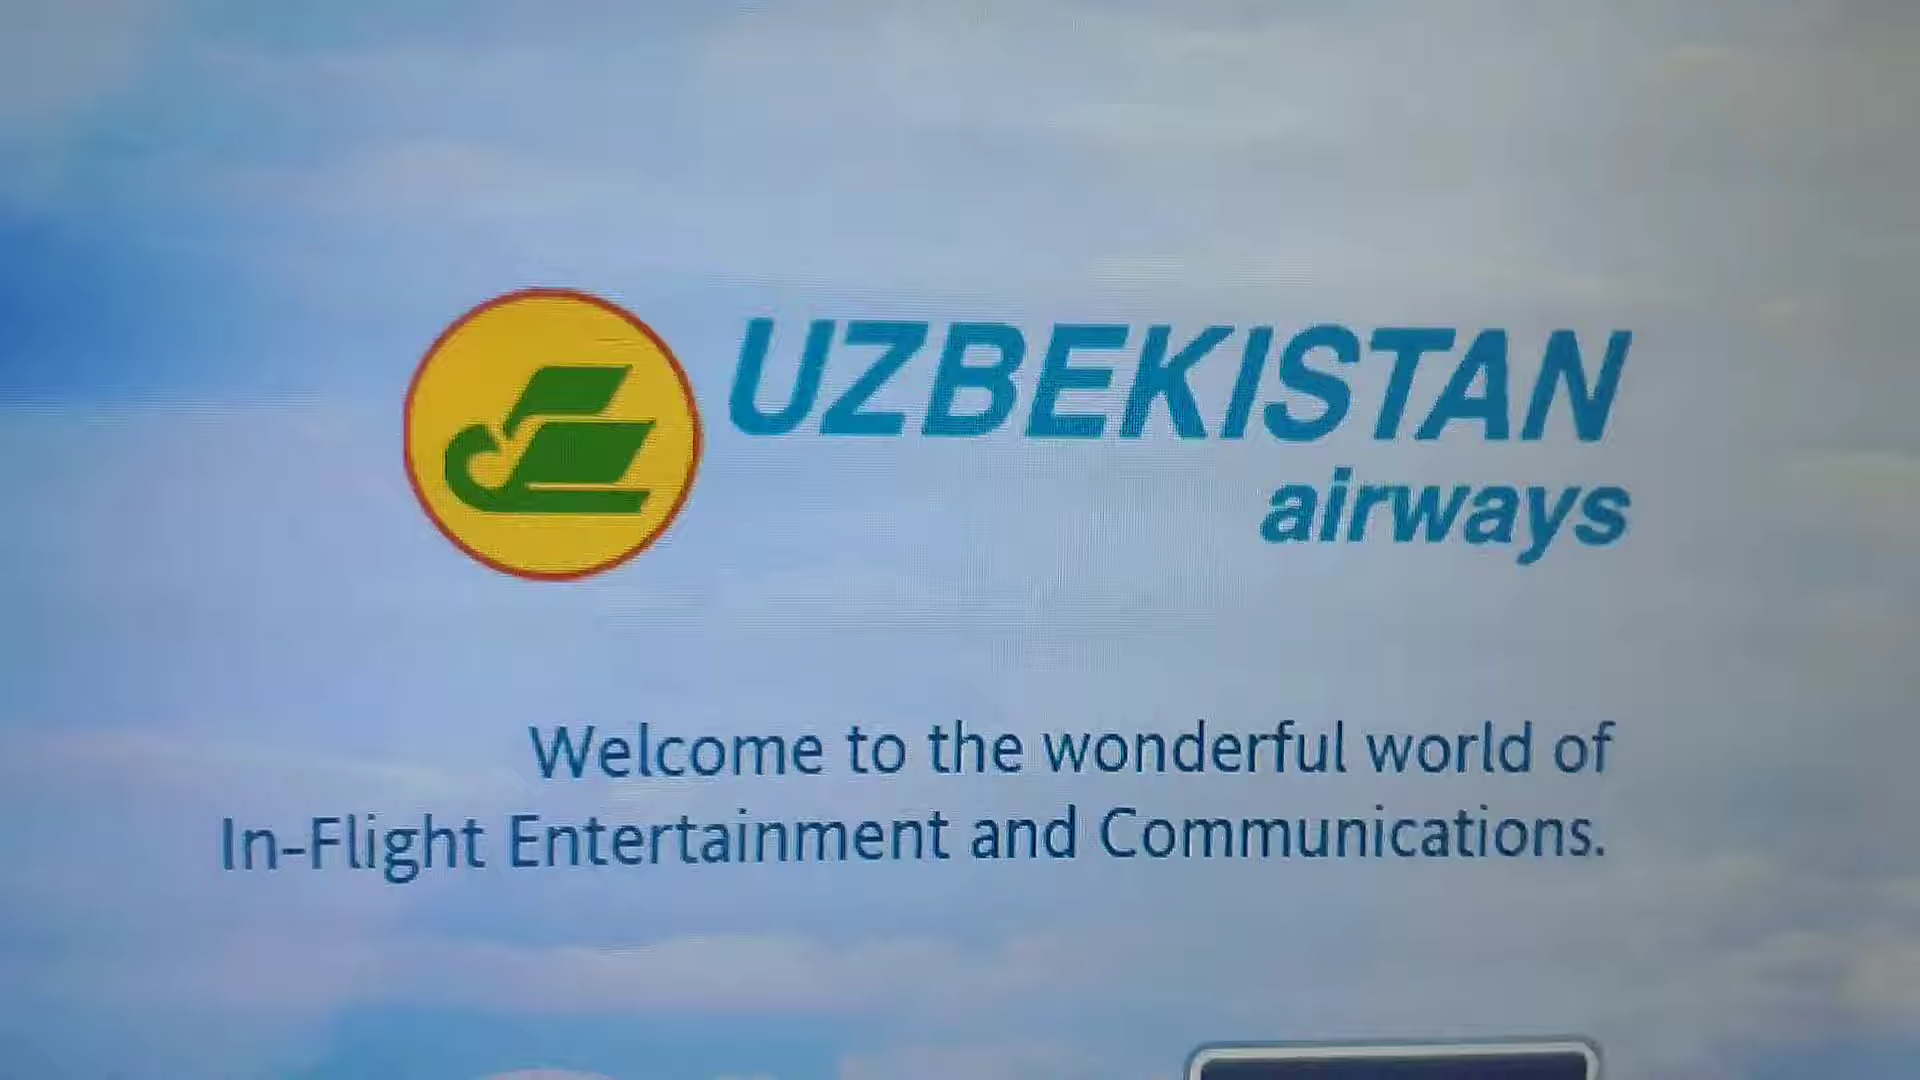 UZBEKISTAN
airways
Welcome to the wonderful world of
In-Flight Entertainment and Communications.